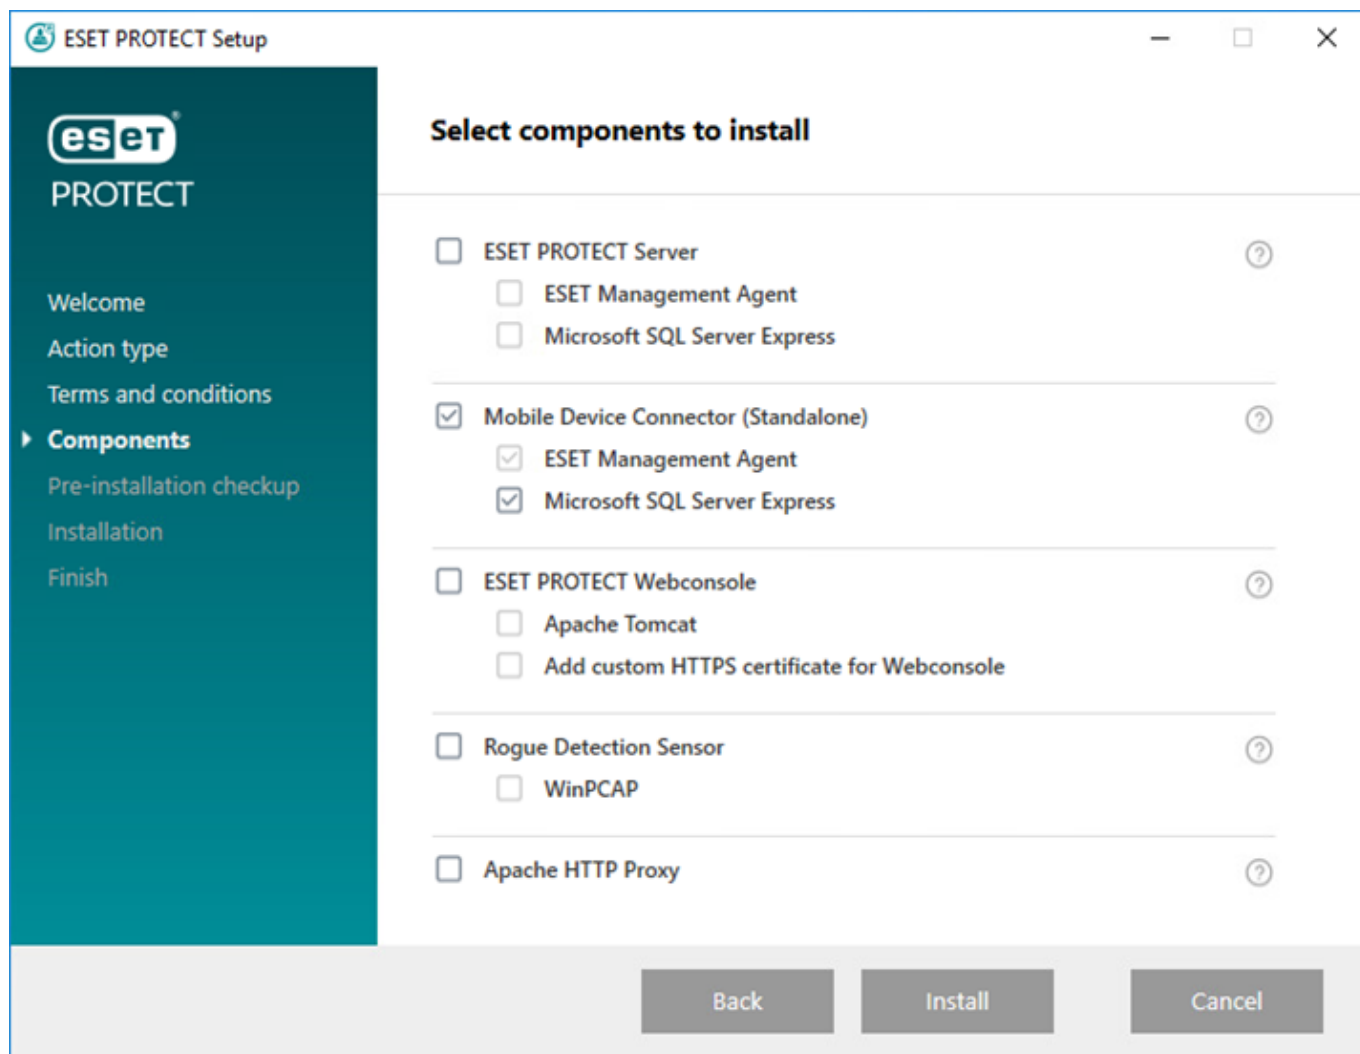 ESET PROTECT Setup
eseT®
PROTECT
Welcome
Action type
Terms and conditions
Components
Pre-installation checkup
Installation
Finish
Select components to install
ESET PROTECT Server
?
ESET Management Agent
Microsoft SQL Server Express
Mobile Device Connector (Standalone)
?
ESET Management Agent
Microsoft SQL Server Express
ESET PROTECT Webconsole
?
Apache Tomcat
Add custom HTTPS certificate for Webconsole
Rogue Detection Sensor
?
WinPCAP
Apache HTTP Proxy
?
Back
Install
Cancel